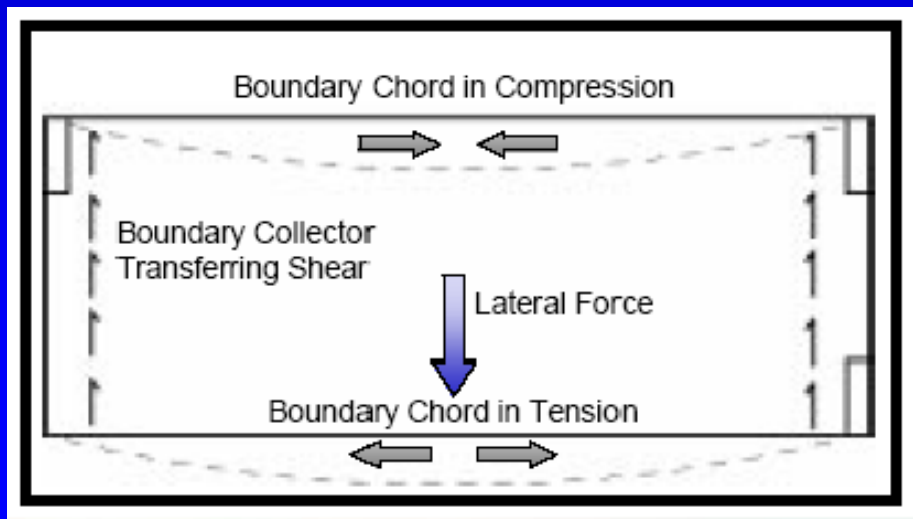 Boundary Chord in Compression
Boundary Collector
Transferring Shear
Lateral Force
Boundary Chord in Tension